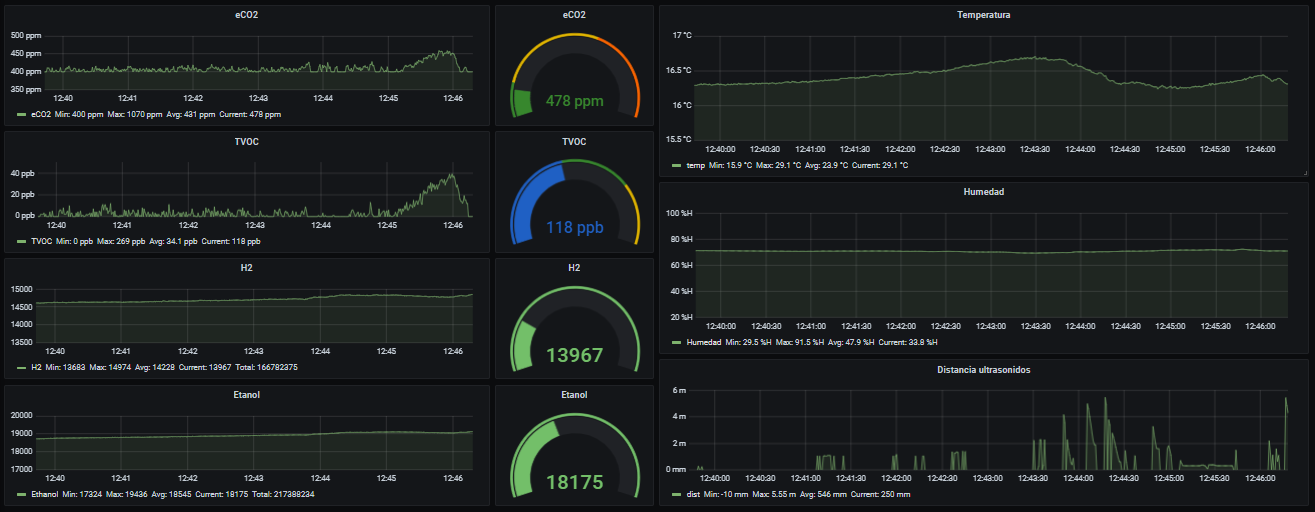 eCO2
500 ppm
450 ppm
400 ppm
350 ppm
12:40 12:41 12:42 12:43 12:44 12:45 12:46
eCO2 Min: 400 ppm Max: 1070 ppm Avg: 431 ppm Current: 478 ppm
eCO2
478 ppm
TVOC
40 ppb
20 ppb
0 ppb
12:40 12:41 12:42 12:43 12:44 12:45 12:46
TVOC Min: 0 ppb Max: 269 ppb Avg: 34.1 ppb Current: 118 ppb
TVOC
118 ppb
H2
15000
14500
14000
13500
12:40 12:41 12:42 12:43 12:44 12:45 12:46
H2 Min: 13683 Max: 14974 Avg: 14228 Current: 13967 Total: 166782375
H2
13967
Etanol
20000
19000
18000
17000
12:40 12:41 12:42 12:43 12:44 12:45 12:46
Ethanol Min: 17324 Max: 19436 Avg: 18545 Current: 18175 Total: 217388234
Etanol
18175
Temperatura
17 °C
16.5 °C
16 °C
15.5 °C
12:40:00 12:40:30 12:41:00 12:41:30 12:42:00 12:42:30 12:43:00 12:43:30 12:44:00 12:44:30 12:45:00 12:45:30 12:46:00
temp Min: 15.9 °C Max: 29.1 °C Avg: 23.9 °C Current: 29.1 °C
Humedad
100 %H
80 %H
60 %H
40 %H
20 %H
12:40:00 12:40:30 12:41:00 12:41:30 12:42:00 12:42:30 12:43:00 12:43:30 12:44:00 12:44:30 12:45:00 12:45:30 12:46:00
Humedad Min: 29.5 %H Max: 91.5 %H Avg: 47.9 %H Current: 33.8 %H
Distancia ultrasonidos
6 m
4 m
2 m
0 mm
12:40:00 12:40:30 12:41:00 12:41:30 12:42:00 12:42:30 12:43:00 12:43:30 12:44:00 12:44:30 12:45:00 12:45:30 12:46:00
dist Min: -10 mm Max: 5.55 m Avg: 546 mm Current: 250 mm